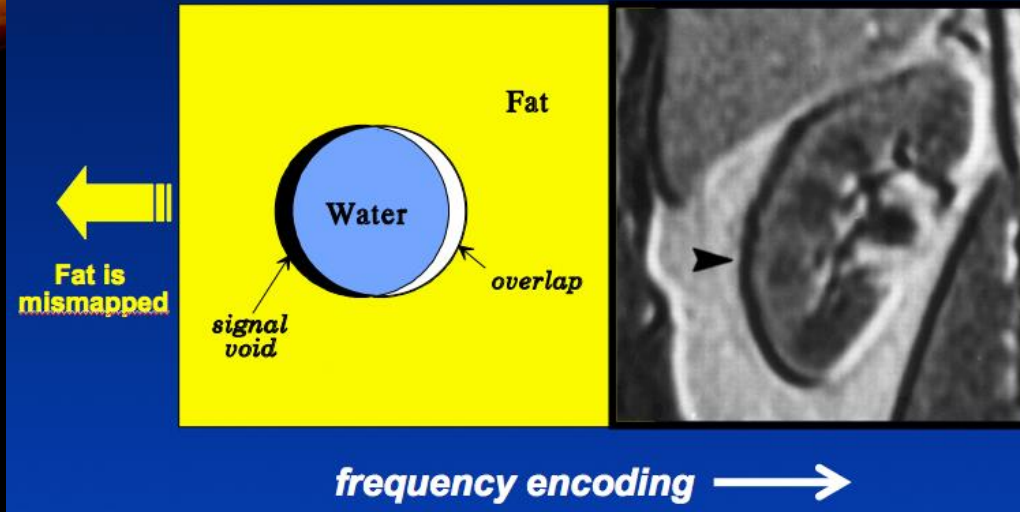 Fat
Water
overlap
signal
void
Fat is
mismapped
frequency encoding